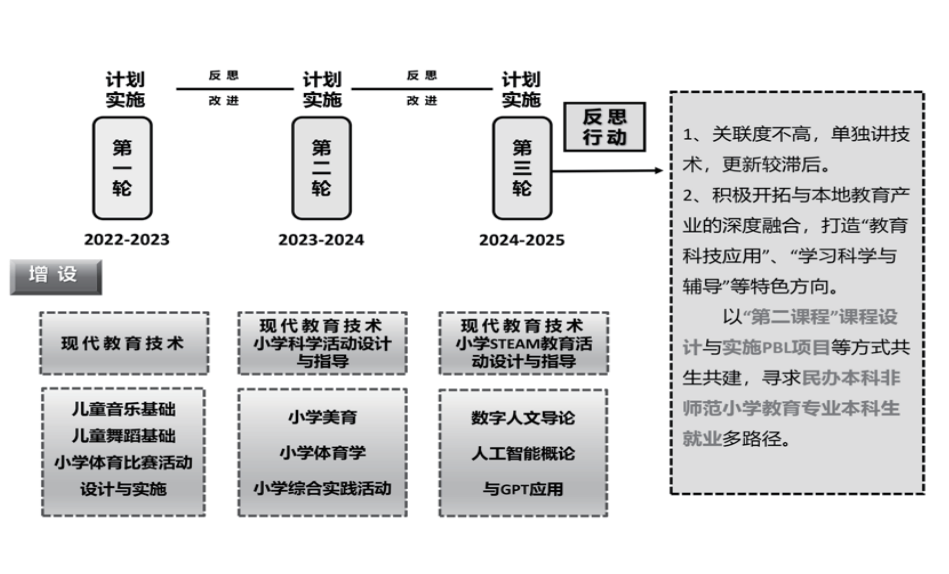 计划
实施
反思
改进
计划
实施
反思
改进
计划
实施
第
一
轮
第
二
轮
第
三
轮
反思
行动
2022-2023
2023-2024
2024-2025
增设
现代教育技术
现代教育技术
小学科学活动设计
与指导
现代教育技术
小学STEAM教育活
动设计与指导
儿童音乐基础
儿童舞蹈基础
小学体育比赛活动
设计与实施
小学美育
小学体育学
小学综合实践活动
数字人文导论
人工智能概论
与GPT应用
1、关联度不高，单独讲技
术，更新较滞后。
2、积极开拓与本地教育产
业的深度融合，打造“教育
科技应用”、“学习科学与
辅导”等特色方向。
以“第二课程”课程设
计与实施PBL项目等方式共
生共建，寻求民办本科非
师范小学教育专业本科生
就业多路径。